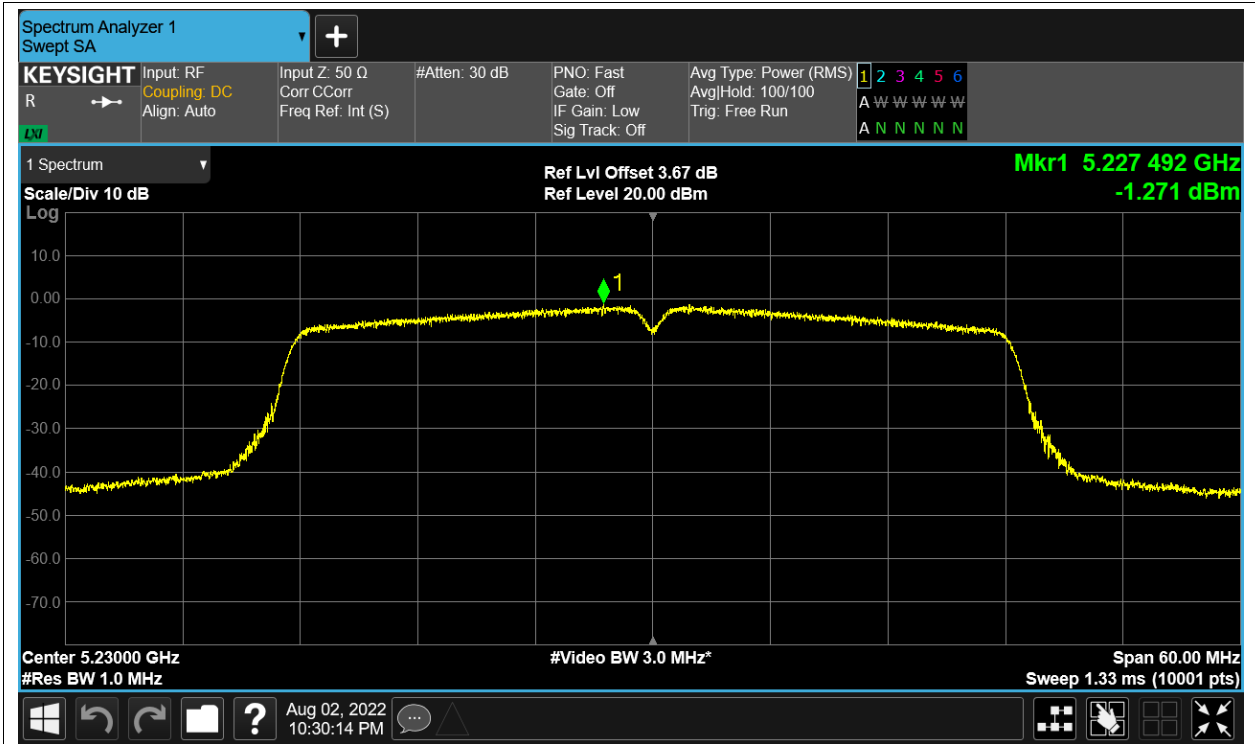 Spectrum Analyzer 1
Swept SA
KEYSIGHT
R
LXI
Input: RF
Coupling: DC
Align: Auto
Input Z: 50 Ω
Corr CCorr
Freq Ref: Int (S)
#Atten: 30 dB
PNO: Fast
Gate: Off
IF Gain: Low
Sig Track: Off
Avg Type: Power (RMS)
Avg|Hold: 100/100
Trig: Free Run
1 2 3 4 5 6
A W W W W W
A N N N N N
1 Spectrum
Scale/Div 10 dB
Log
Ref Lvl Offset 3.67 dB
Ref Level 20.00 dBm
Mkr1 5.227 492 GHz
-1.271 dBm
1
10.0
0.00
-10.0
-20.0
-30.0
-40.0
-50.0
-60.0
-70.0
Center 5.23000 GHz
#Res BW 1.0 MHz
#Video BW 3.0 MHz*
Span 60.00 MHz
Sweep 1.33 ms (10001 pts)
?
Aug 02, 2022
10:30:14 PM